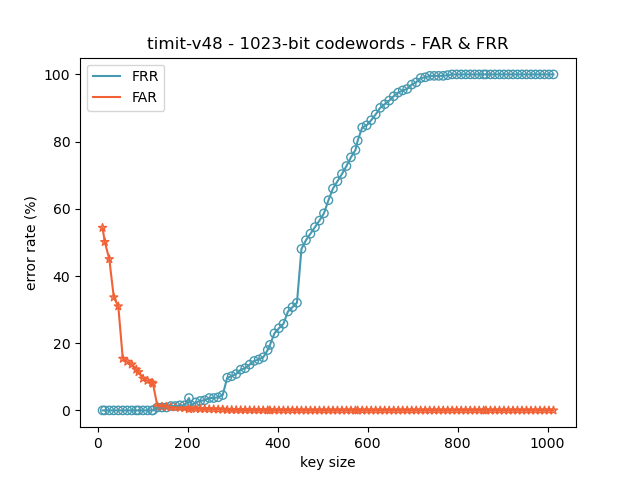 timit-v48 - 1023-bit codewords - FAR & FRR
FRR
FAR
error rate (%)
100
80
60
40
20
0
0 200 400 600 800 1000
key size